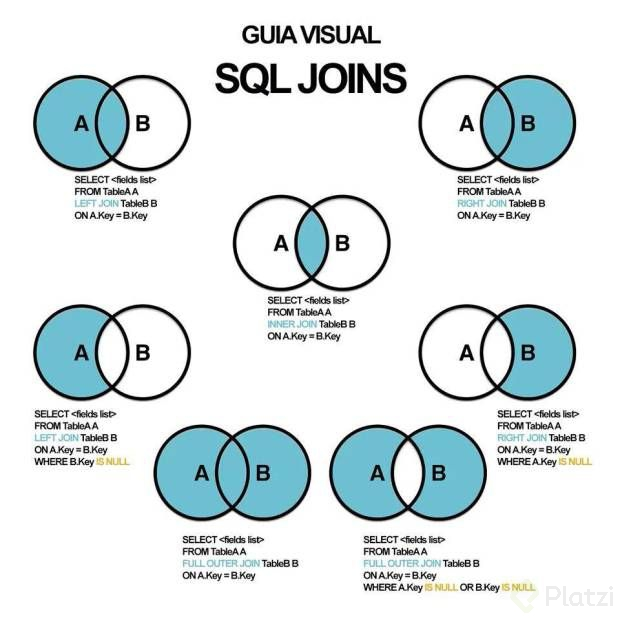 GUIA VISUAL
SQL JOINS
A B
SELECT <fields list>
FROM TableA A
LEFT JOIN TableB B
ON A.Key = B.Key
A B
SELECT <fields list>
FROM TableA A
RIGHT JOIN TableB B
ON A.Key = B.Key
A B
SELECT <fields list>
FROM TableA A
INNER JOIN TableB B
ON A.Key = B.Key
A B
SELECT <fields list>
FROM TableA A
LEFT JOIN TableB B
ON A.Key = B.Key
WHERE B.Key IS NULL
A B
SELECT <fields list>
FROM TableA A
RIGHT JOIN TableB B
ON A.Key = B.Key
WHERE A.Key IS NULL
A B
SELECT <fields list>
FROM TableA A
FULL OUTER JOIN TableB B
ON A.Key = B.Key
A B
SELECT <fields list>
FROM TableA A
FULL OUTER JOIN TableB B
ON A.Key = B.Key
WHERE A.Key IS NULL OR B.Key IS NULL
Platzi